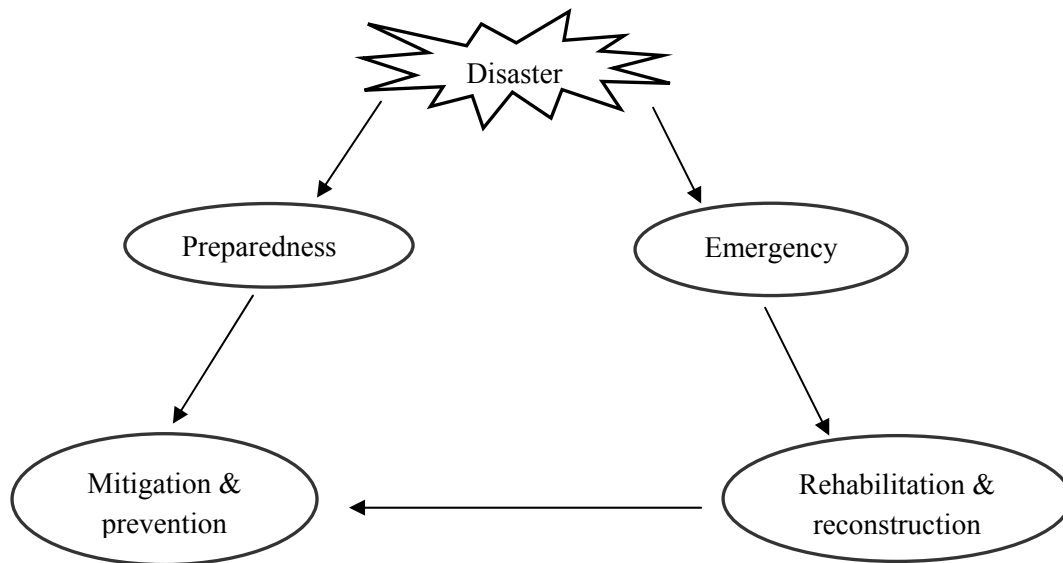 Disaster
Preparedness
Emergency
Mitigation &
prevention
Rehabilitation &
reconstruction